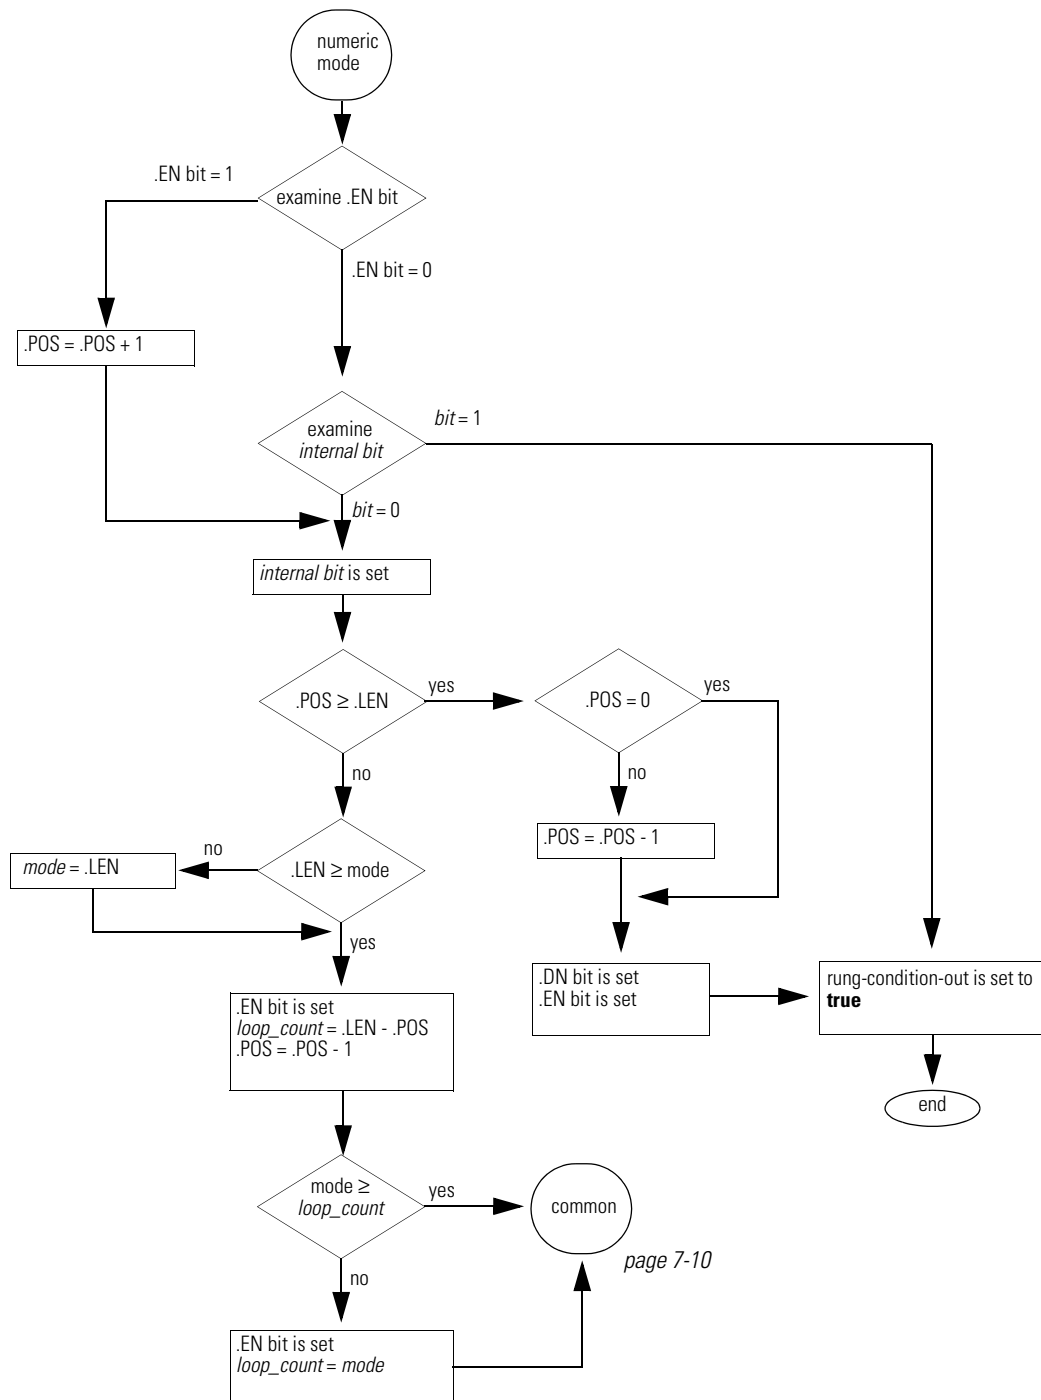 numeric
mode
.EN bit = 1
examine .EN bit
.EN bit = 0
.POS = .POS + 1
examine
internal bit
bit = 1
bit = 0
internal bit is set
.POS ≥ .LEN
yes
.POS = 0
yes
no
no
.POS = .POS - 1
mode = .LEN
no
.LEN ≥ mode
yes
.DN bit is set
.EN bit is set
rung-condition-out is set to
true
.EN bit is set
loop_count = .LEN - .POS
.POS = .POS - 1
end
mode ≥
loop_count
yes
common
page 7-10
no
.EN bit is set
loop_count = mode